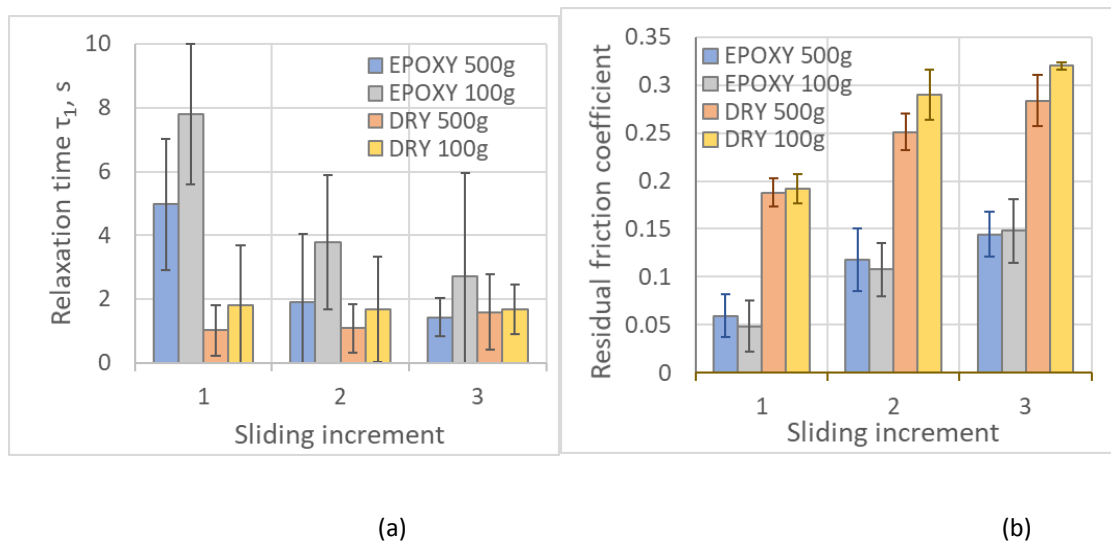 10
8
6
4
2
0
Relaxation time τ₁, s
EPOXY 500g
EPOXY 100g
DRY 500g
DRY 100g
1 2 3
Sliding increment
0.35
0.3
0.25
0.2
0.15
0.1
0.05
0
Residual friction coefficient
EPOXY 500g
EPOXY 100g
DRY 500g
DRY 100g
1 2 3
Sliding increment
(a) (b)